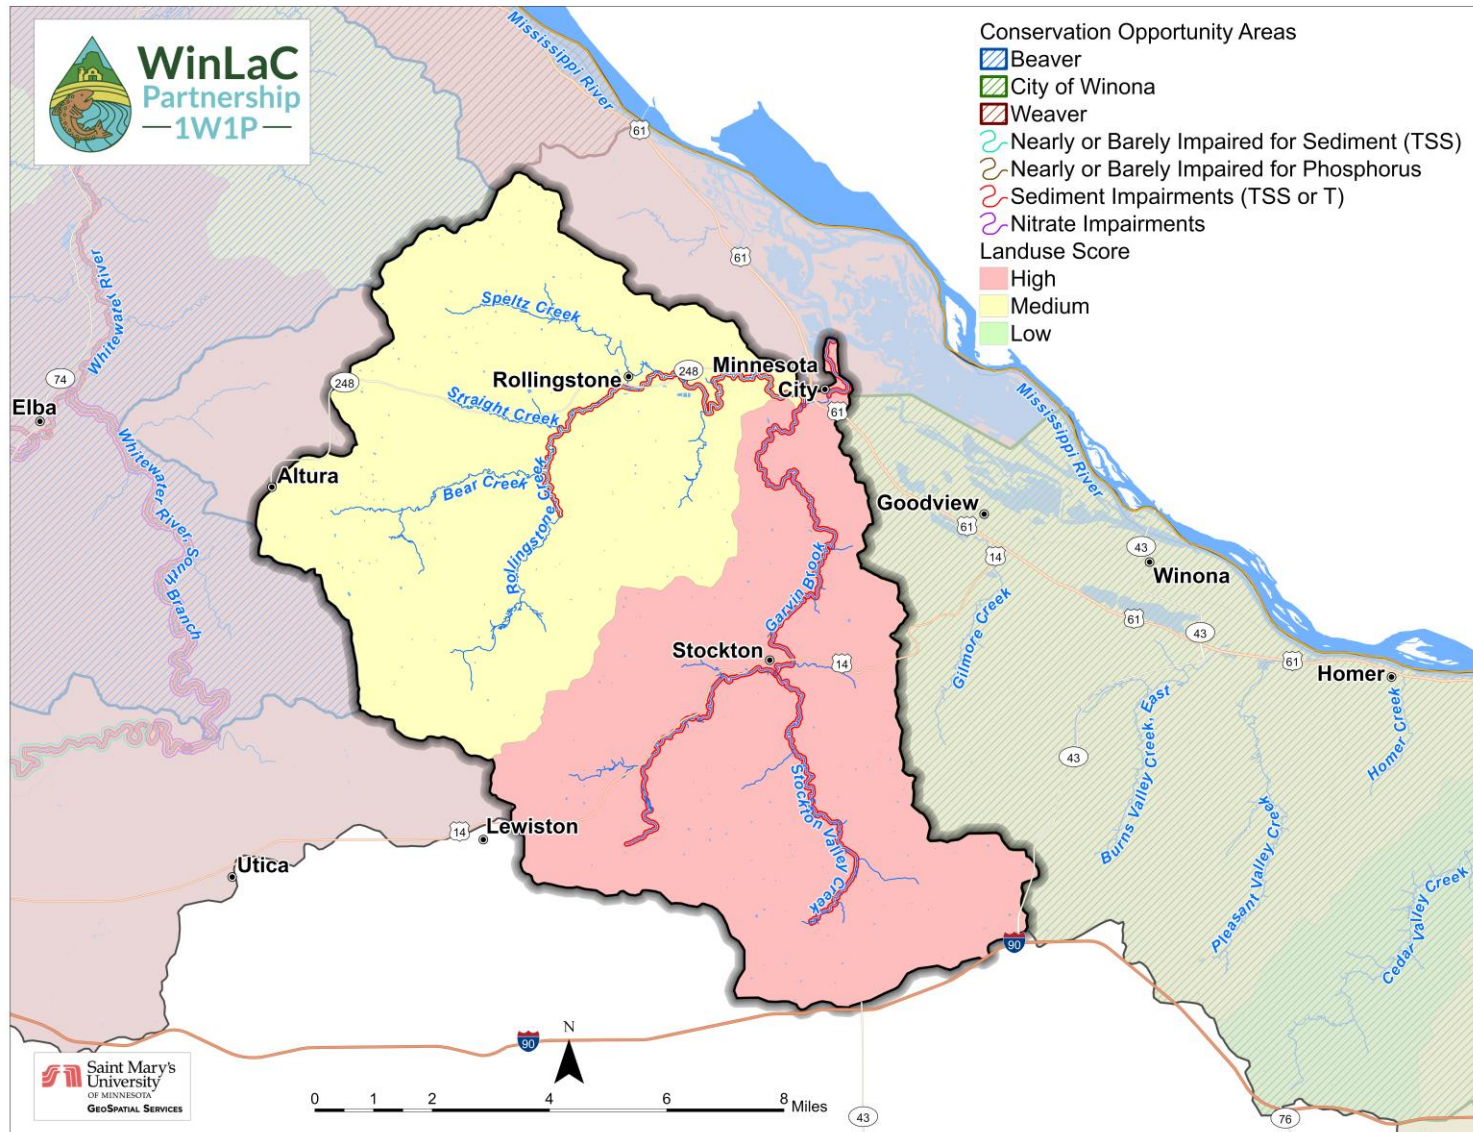 WinLaC
Partnership
1W1P
Conservation Opportunity Areas
Beaver
City of Winona
Weaver
Nearly or Barely Impaired for Sediment (TSS)
Nearly or Barely Impaired for Phosphorus
Sediment Impairments (TSS or T)
Nitrate Impairments
Landuse Score
High
Medium
Low
Mississippi River
61
61
Whitewater River
Speltz Creek
74
248
Rollingstone
248
Minnesota
City
61
Mississippi River
Elba
Straight Creek
Whitewater River, South Branch
Altura
Bear Creek
Rollingstone Creek
Goodview
61
14
43
Winona
Garvin Brook
Gilmore Creek
61
43
Stockton
14
61
Homer
Burns Valley Creek, East
Homer Creek
43
Stockton Valley Creek
Pleasant Valley Creek
14
Lewiston
Utica
Cedar Valley Creek
90
90
N
Saint Mary's
University
OF MINNESOTA
GEOSPATIAL SERVICES
0 1 2 4 6 8 Miles
43
76